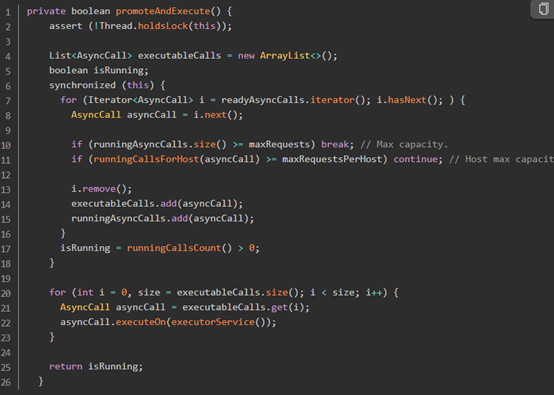 1 private boolean promoteAndExecute() {
2 assert (!Thread.holdsLock(this));
3
4 List<AsyncCall> executableCalls = new ArrayList<>();
5 boolean isRunning;
6 synchronized (this) {
7 for (Iterator<AsyncCall> i = readyAsyncCalls.iterator(); i.hasNext(); ) {
8 AsyncCall asyncCall = i.next();
9
10 if (runningAsyncCalls.size() >= maxRequests) break; // Max capacity.
11 if (runningCallsForHost(asyncCall) >= maxRequestsPerHost) continue; // Host max capacit
12
13 i.remove();
14 executableCalls.add(asyncCall);
15 runningAsyncCalls.add(asyncCall);
16 }
17 isRunning = runningCallsCount() > 0;
18 }
19
20 for (int i = 0, size = executableCalls.size(); i < size; i++) {
21 AsyncCall asyncCall = executableCalls.get(i);
22 asyncCall.executeOn(executorService());
23 }
24
25 return isRunning;
26 }